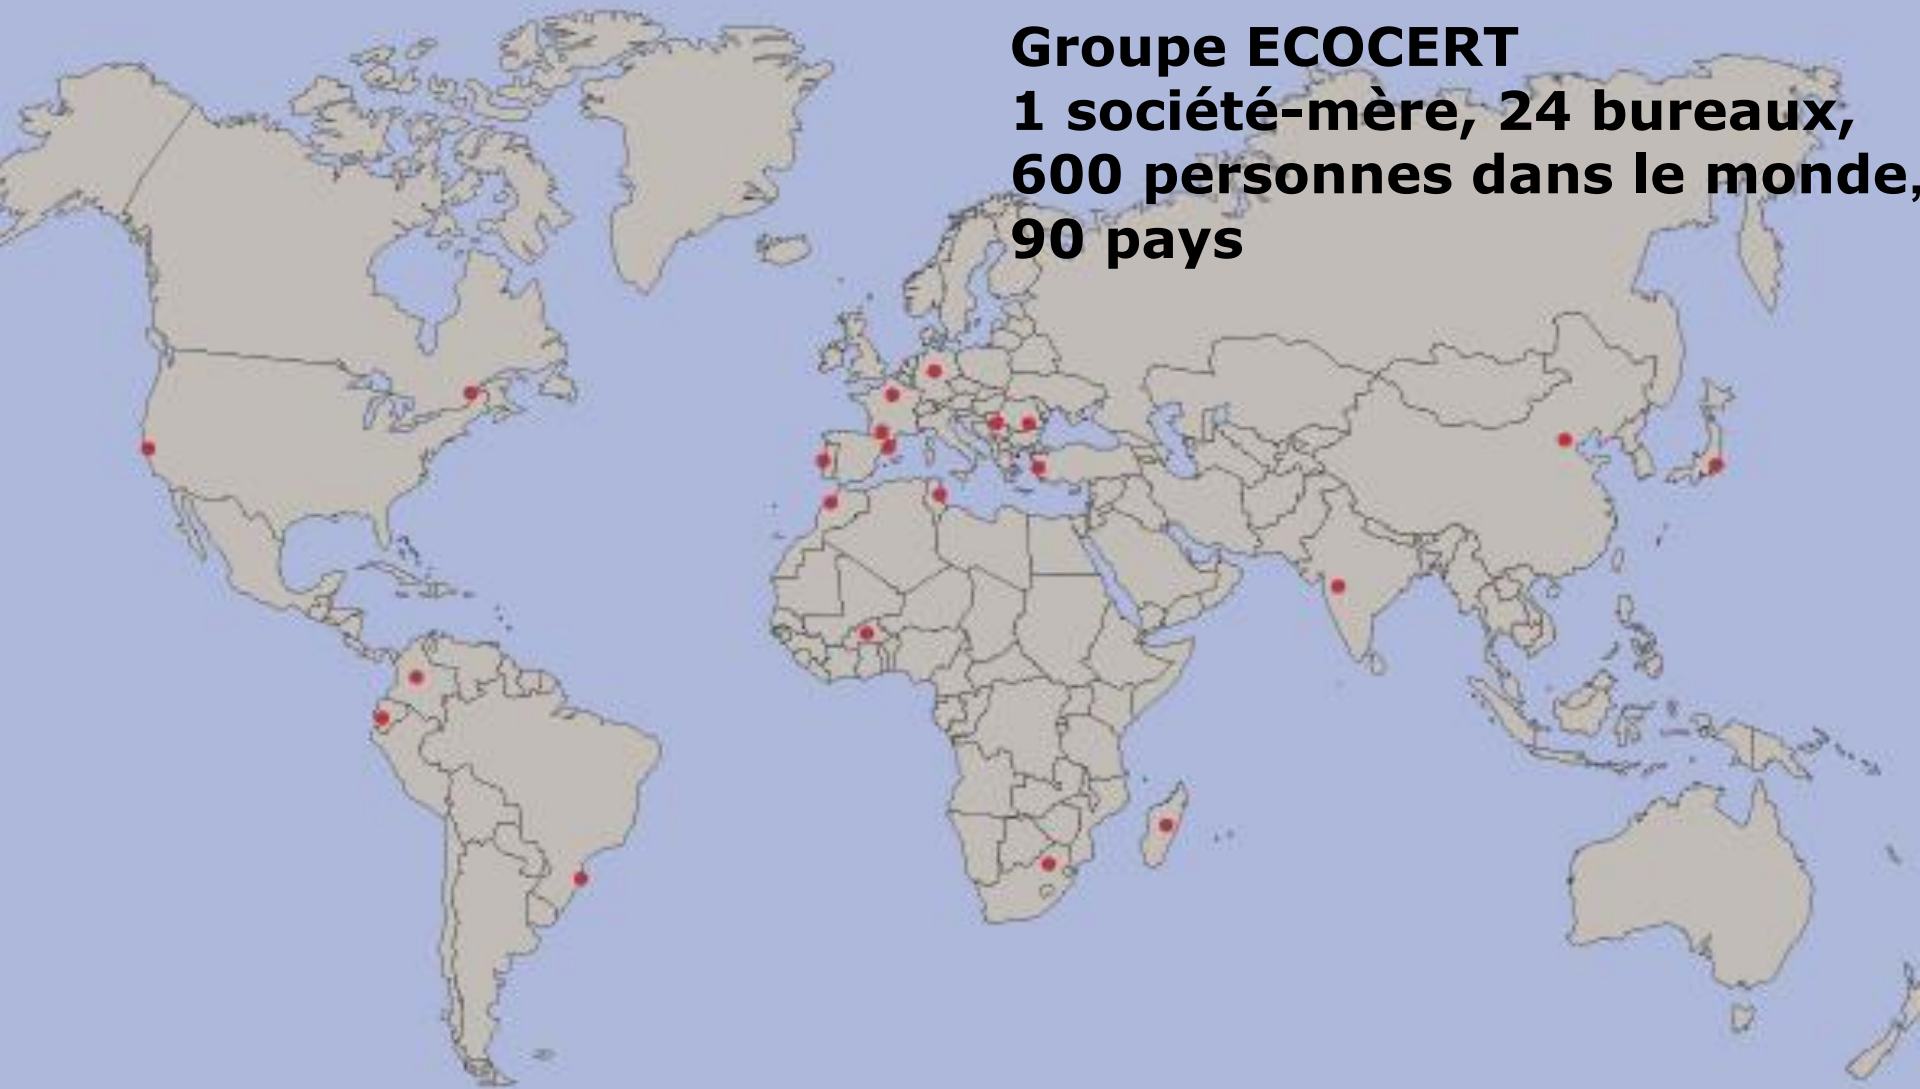 Groupe ECOCERT
1 société-mère, 24 bureaux,
600 personnes dans le monde,
90 pays